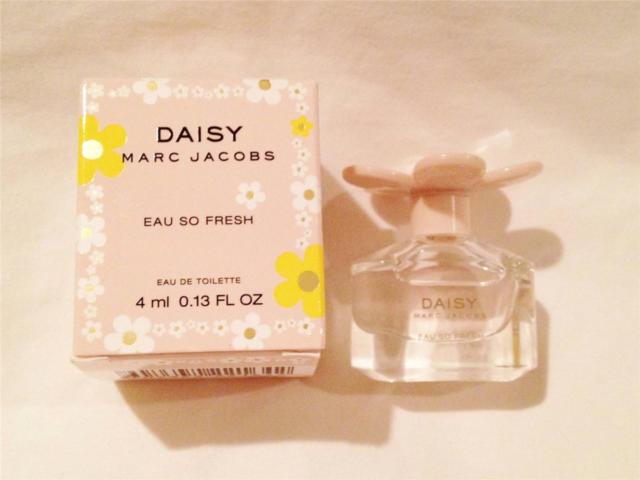 DAISY
MARC JACOBS
EAU SO FRESH
EAU DE TOILETTE
4 ml 0.13 FL OZ
DAISY
MARC JACOBS
EAU SO FRESH